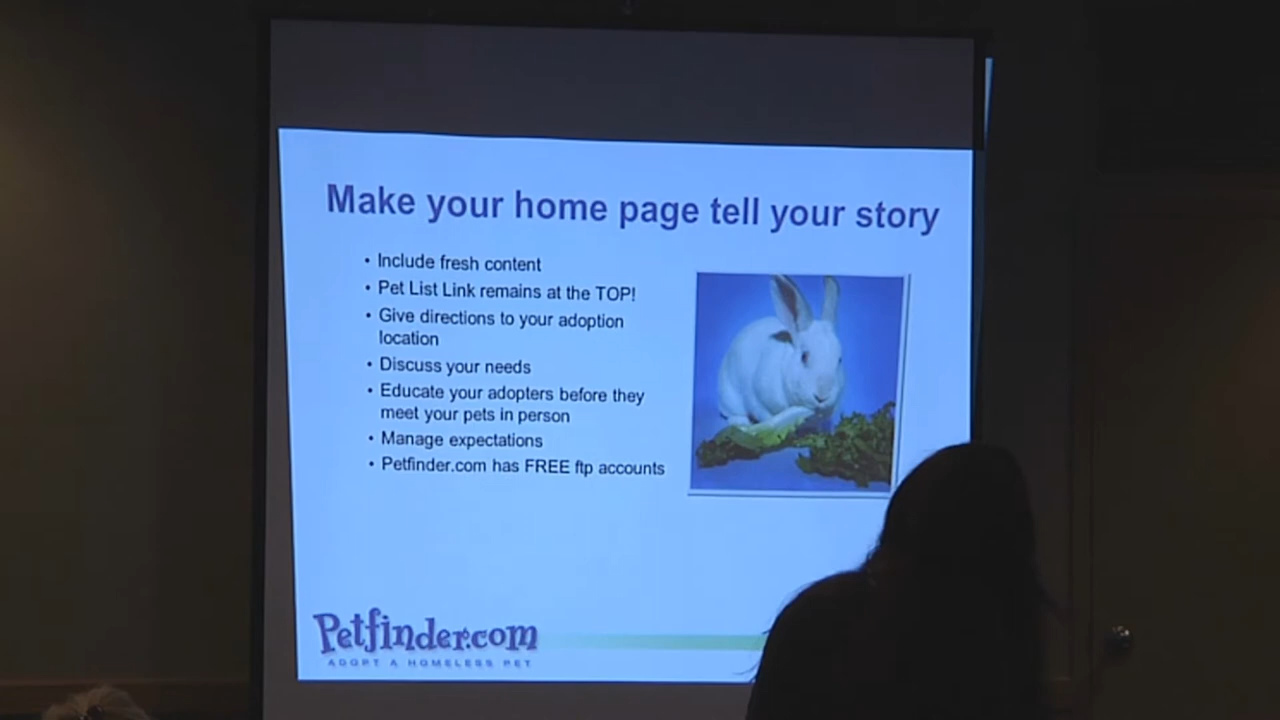 Make your home page tell your story
• Include fresh content
• Pet List Link remains at the TOP!
• Give directions to your adoption
location
• Discuss your needs
• Educate your adopters before they
meet your pets in person
• Manage expectations
• Petfinder.com has FREE ftp accounts
Petfinder.com
ADOPT A HOMELESS PET